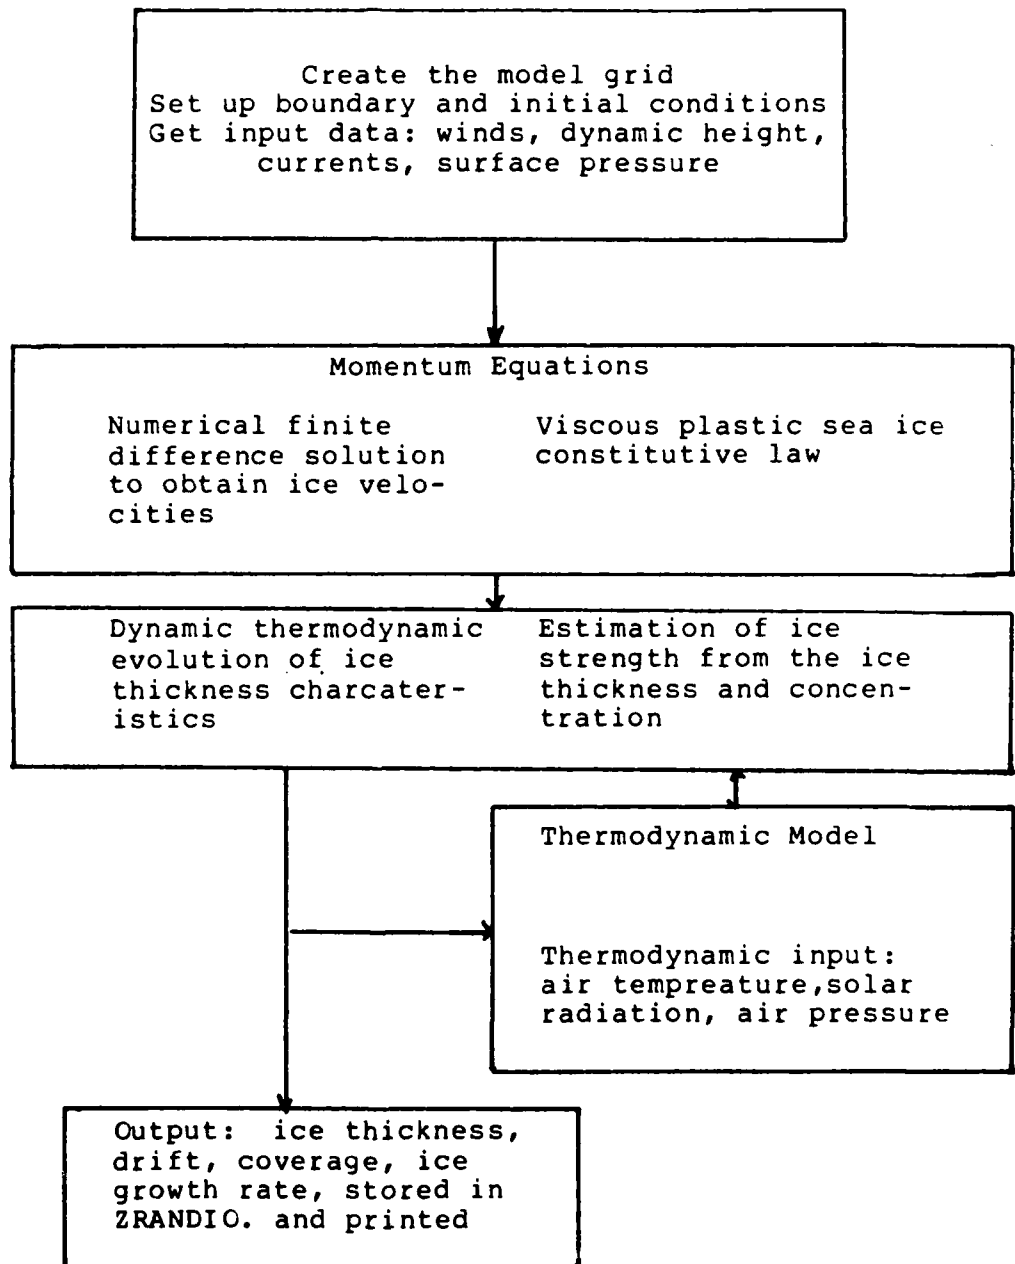 Create the model grid
Set up boundary and initial conditions
Get input data: winds, dynamic height,
currents, surface pressure
Momentum Equations
Numerical finite
difference solution
to obtain ice velo-
cities
Viscous plastic sea ice
constitutive law
Dynamic thermodynamic
evolution of ice
thickness charcater-
istics
Estimation of ice
strength from the ice
thickness and concen-
tration
Thermodynamic Model
Thermodynamic input:
air tempreature,solar
radiation, air pressure
Output: ice thickness,
drift, coverage, ice
growth rate, stored in
ZRANDIO. and printed